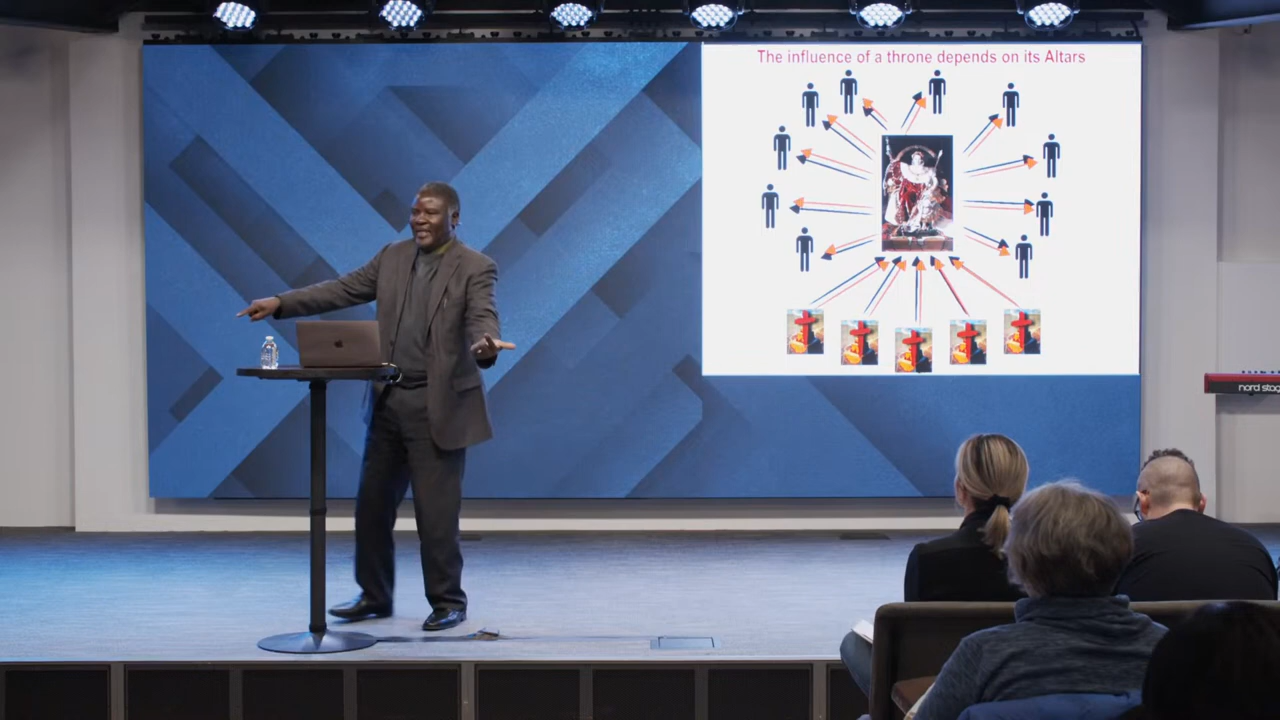 The influence of a throne depends on its Altars
nord stag